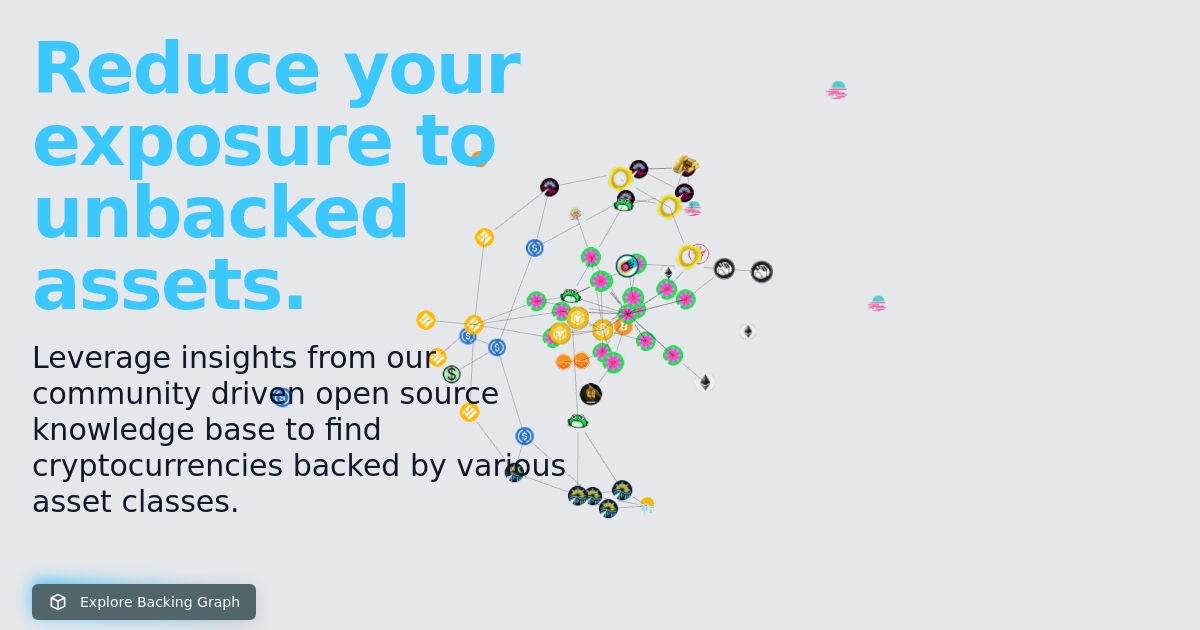 Reduce your
exposure to
unbacked
assets.
Leverage insights from our
community driven open source
knowledge base to find
cryptocurrencies backed by various
asset classes.
Explore Backing Graph